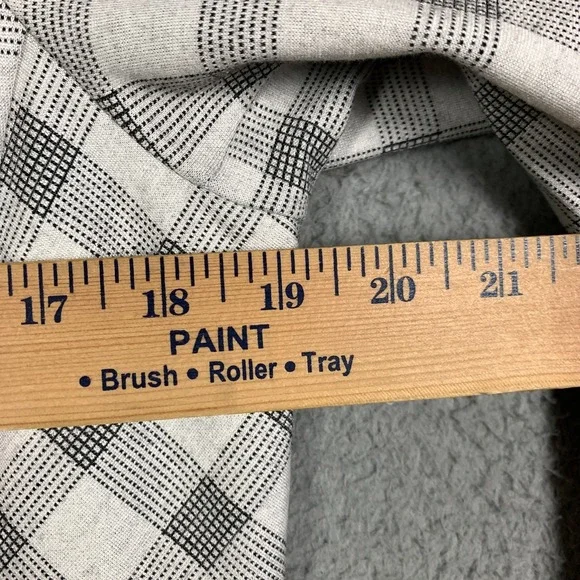 17 18 19 20 21
PAINT
• Brush • Roller • Tray